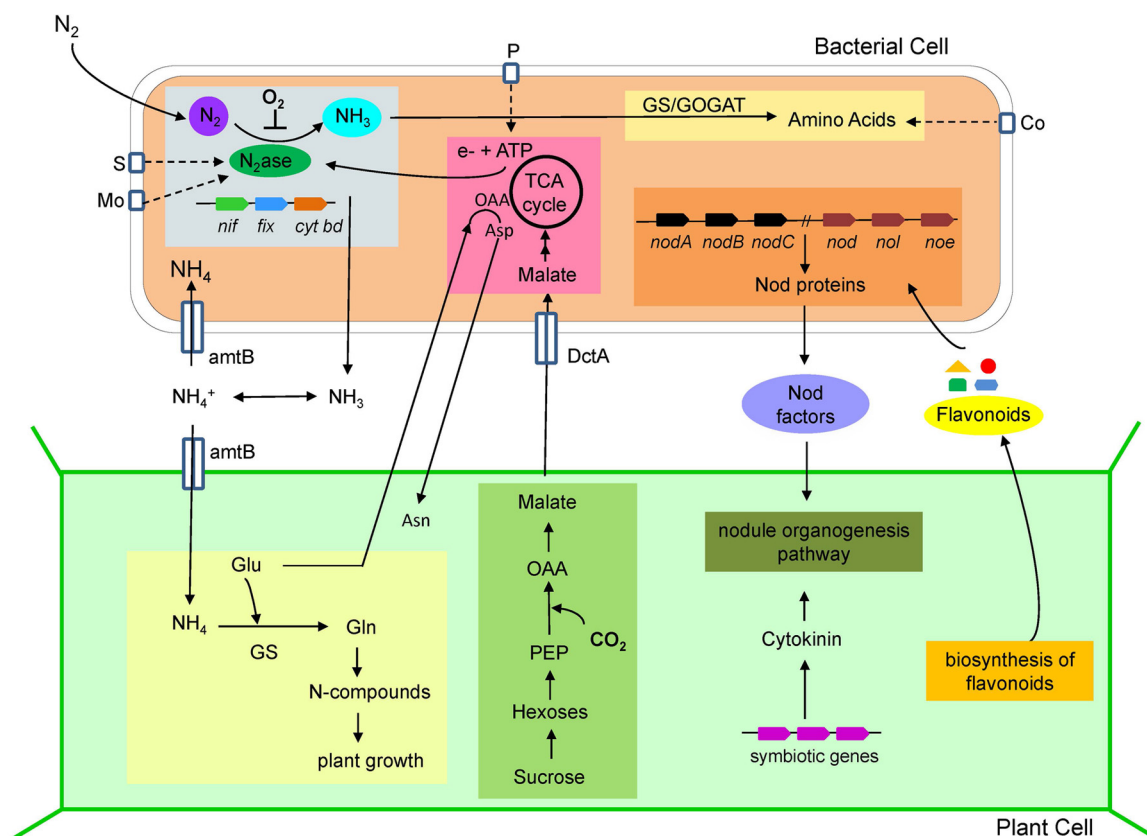 N₂
Bacterial Cell
P
O₂
N₂
NH₃
GS/GOGAT
Amino Acids
Co
S
N₂ase
e- + ATP
Mo
TCA
cycle
OAA
Asp
nif fix cyt bd
nodA nodB nodC // nod nol noe
NH₄
Malate
Nod proteins
amtB
DctA
NH₄⁺
NH₃
Nod
factors
Flavonoids
amtB
Malate
Asn
nodule organogenesis
pathway
Glu
OAA
NH₄
Gln
GS
CO₂
PEP
Cytokinin
biosynthesis of
flavonoids
N-compounds
Hexoses
plant growth
Sucrose
symbiotic genes
Plant Cell